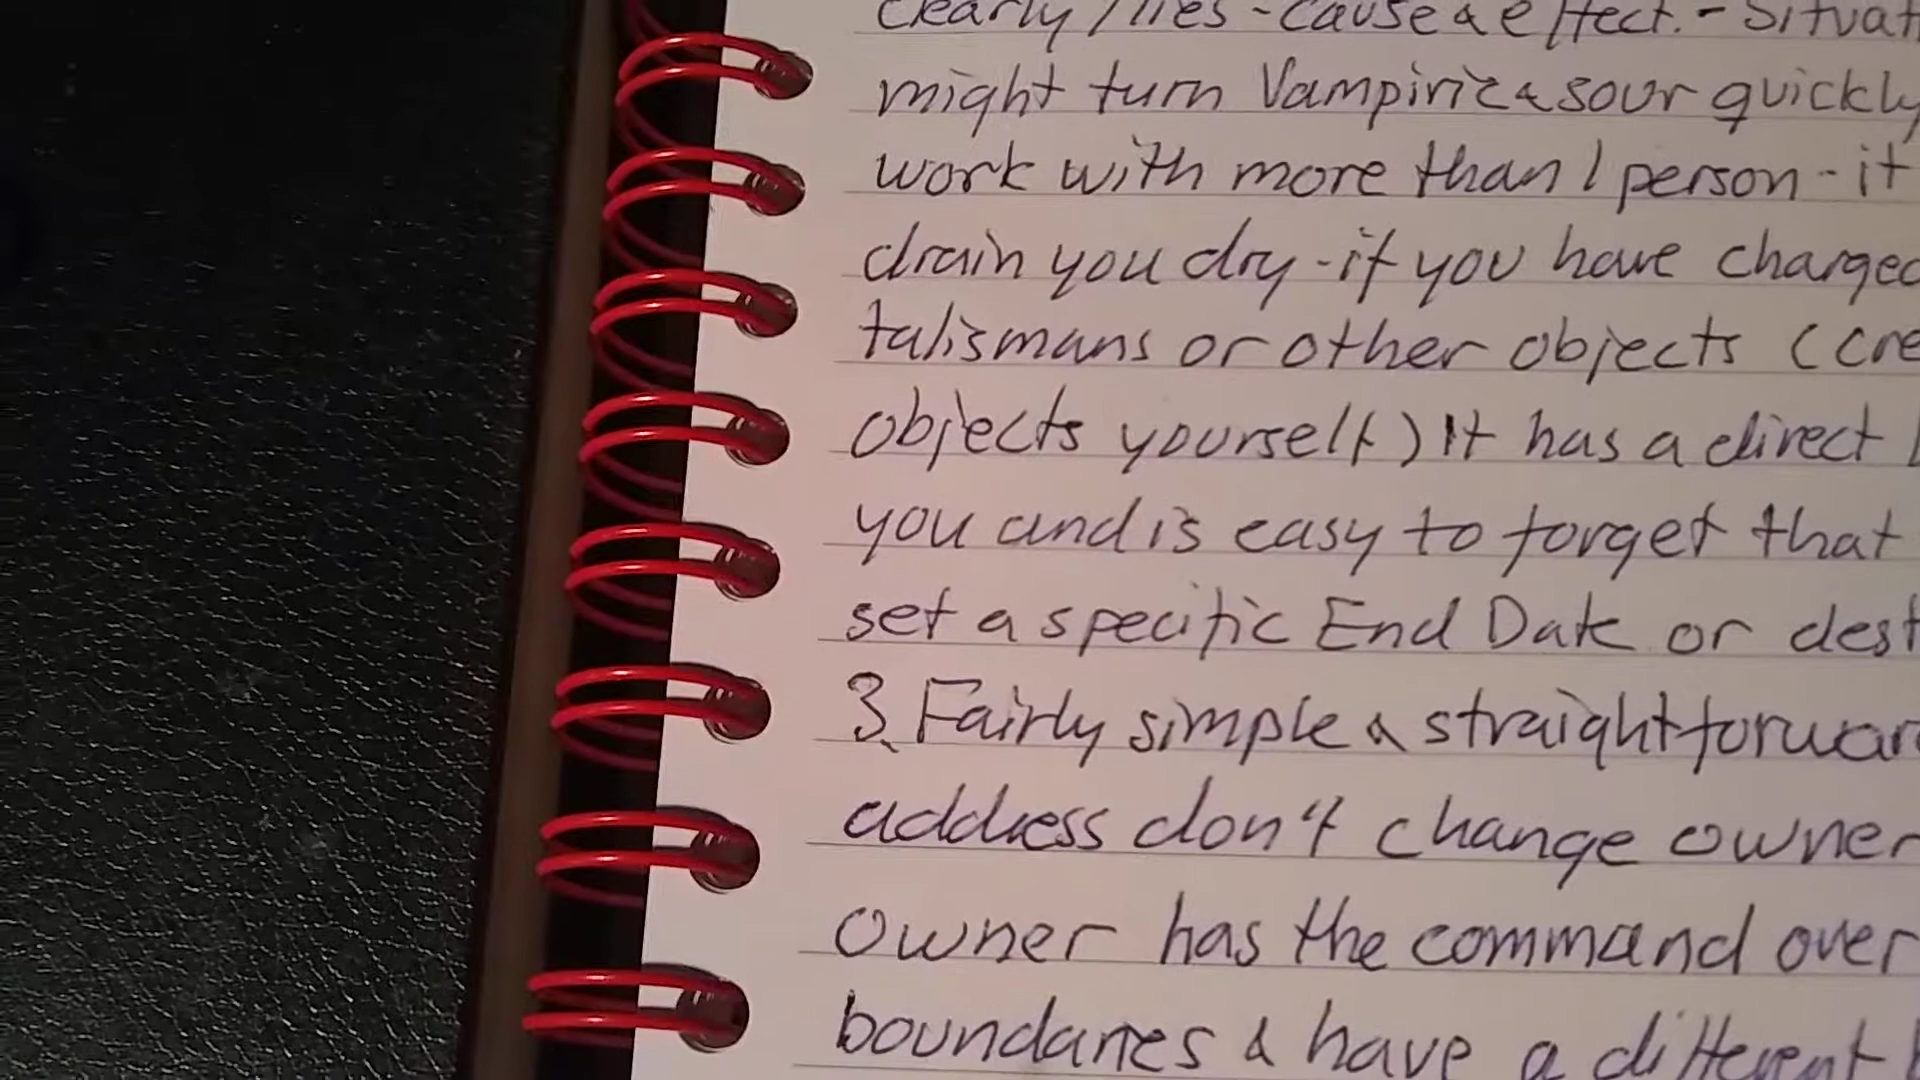 clearly / lies - cause & effect. - Situat
might turn Vampiric & sour quickly
work with more than 1 person - it
drain you dry - if you have charged
talismans or other objects (cre
objects yourself) It has a direct l
you and is easy to forget that
set a specific End Date or dest
3. Fairly simple & straightforwar
address don't change owner
Owner has the command over
boundaries & have a different